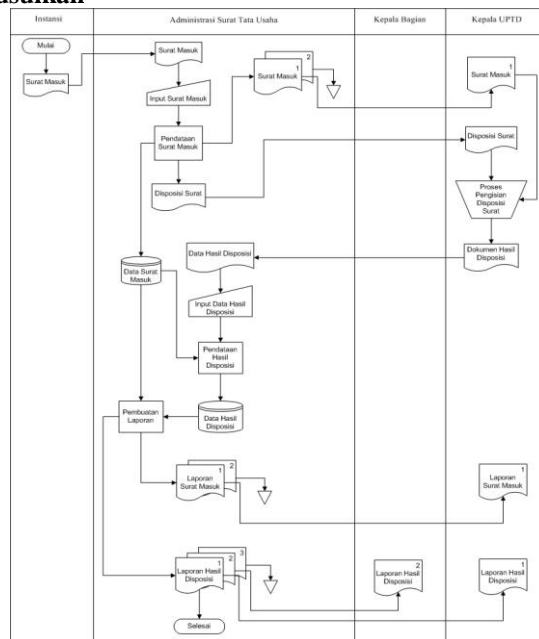 usulkan
Instansi
Administrasi Surat Tata Usaha
Kepala Bagian
Kepala UPTD
Mulai
Surat Masuk
Surat Masuk
Input Surat Masuk
Pendataan
Surat Masuk
Disposisi Surat
2
1
Surat Masuk
1
Surat Masuk
Disposisi Surat
Proses
Pengisian
Disposisi
Surat
Dokumen Hasil
Disposisi
Data Hasil Disposisi
Data Surat
Masuk
Input Data Hasil
Disposisi
Pendataan
Hasil
Disposisi
Pembuatan
Laporan
Data Hasil
Disposisi
2
1
Laporan
Surat Masuk
1
Laporan
Surat Masuk
3
2
1
Laporan Hasil
Disposisi
2
Laporan Hasil
Disposisi
1
Laporan Hasil
Disposisi
Selesai